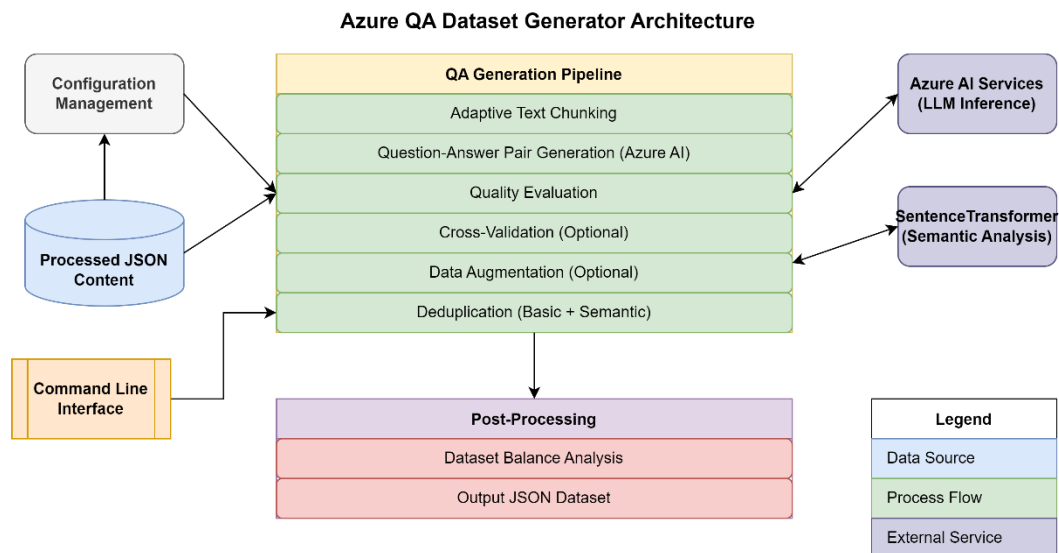 Azure QA Dataset Generator Architecture
Configuration
Management
Processed JSON
Content
Command Line
Interface
QA Generation Pipeline
Adaptive Text Chunking
Question-Answer Pair Generation (Azure AI)
Quality Evaluation
Cross-Validation (Optional)
Data Augmentation (Optional)
Deduplication (Basic + Semantic)
Post-Processing
Dataset Balance Analysis
Output JSON Dataset
Azure AI Services
(LLM Inference)
SentenceTransformer
(Semantic Analysis)
Legend
Data Source
Process Flow
External Service